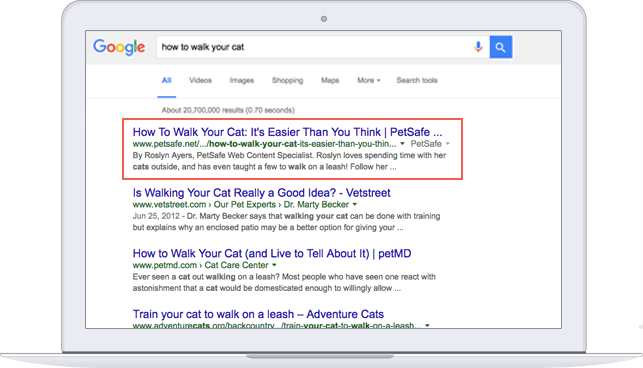 Google how to walk your cat
All Videos Images Shopping Maps More Search tools
About 20,700,000 results (0.70 seconds)
How To Walk Your Cat: It's Easier Than You Think | PetSafe ...
www.petsafe.net/.../how-to-walk-your-cat-its-easier-than-you-thin... PetSafe
By Roslyn Ayers, PetSafe Web Content Specialist. Roslyn loves spending time with her
cats outside, and has even taught a few to walk on a leash! Follow her ...
Is Walking Your Cat Really a Good Idea? - Vetstreet
www.vetstreet.com › Our Pet Experts › Dr. Marty Becker
Jun 25, 2012 - Dr. Marty Becker says that walking your cat can be done with training
but explains why an enclosed patio may be a better option for giving your ...
How to Walk Your Cat (and Live to Tell About It) | petMD
www.petmd.com › Cat Care Center
Ever seen a cat out walking on a leash? Most people who have seen one react with
astonishment that a cat would be domesticated enough to willingly allow ...
Train your cat to walk on a leash – Adventure Cats
www.adventurecats.org/backcountry.../train-your-cat-to-walk-on-a-leash...